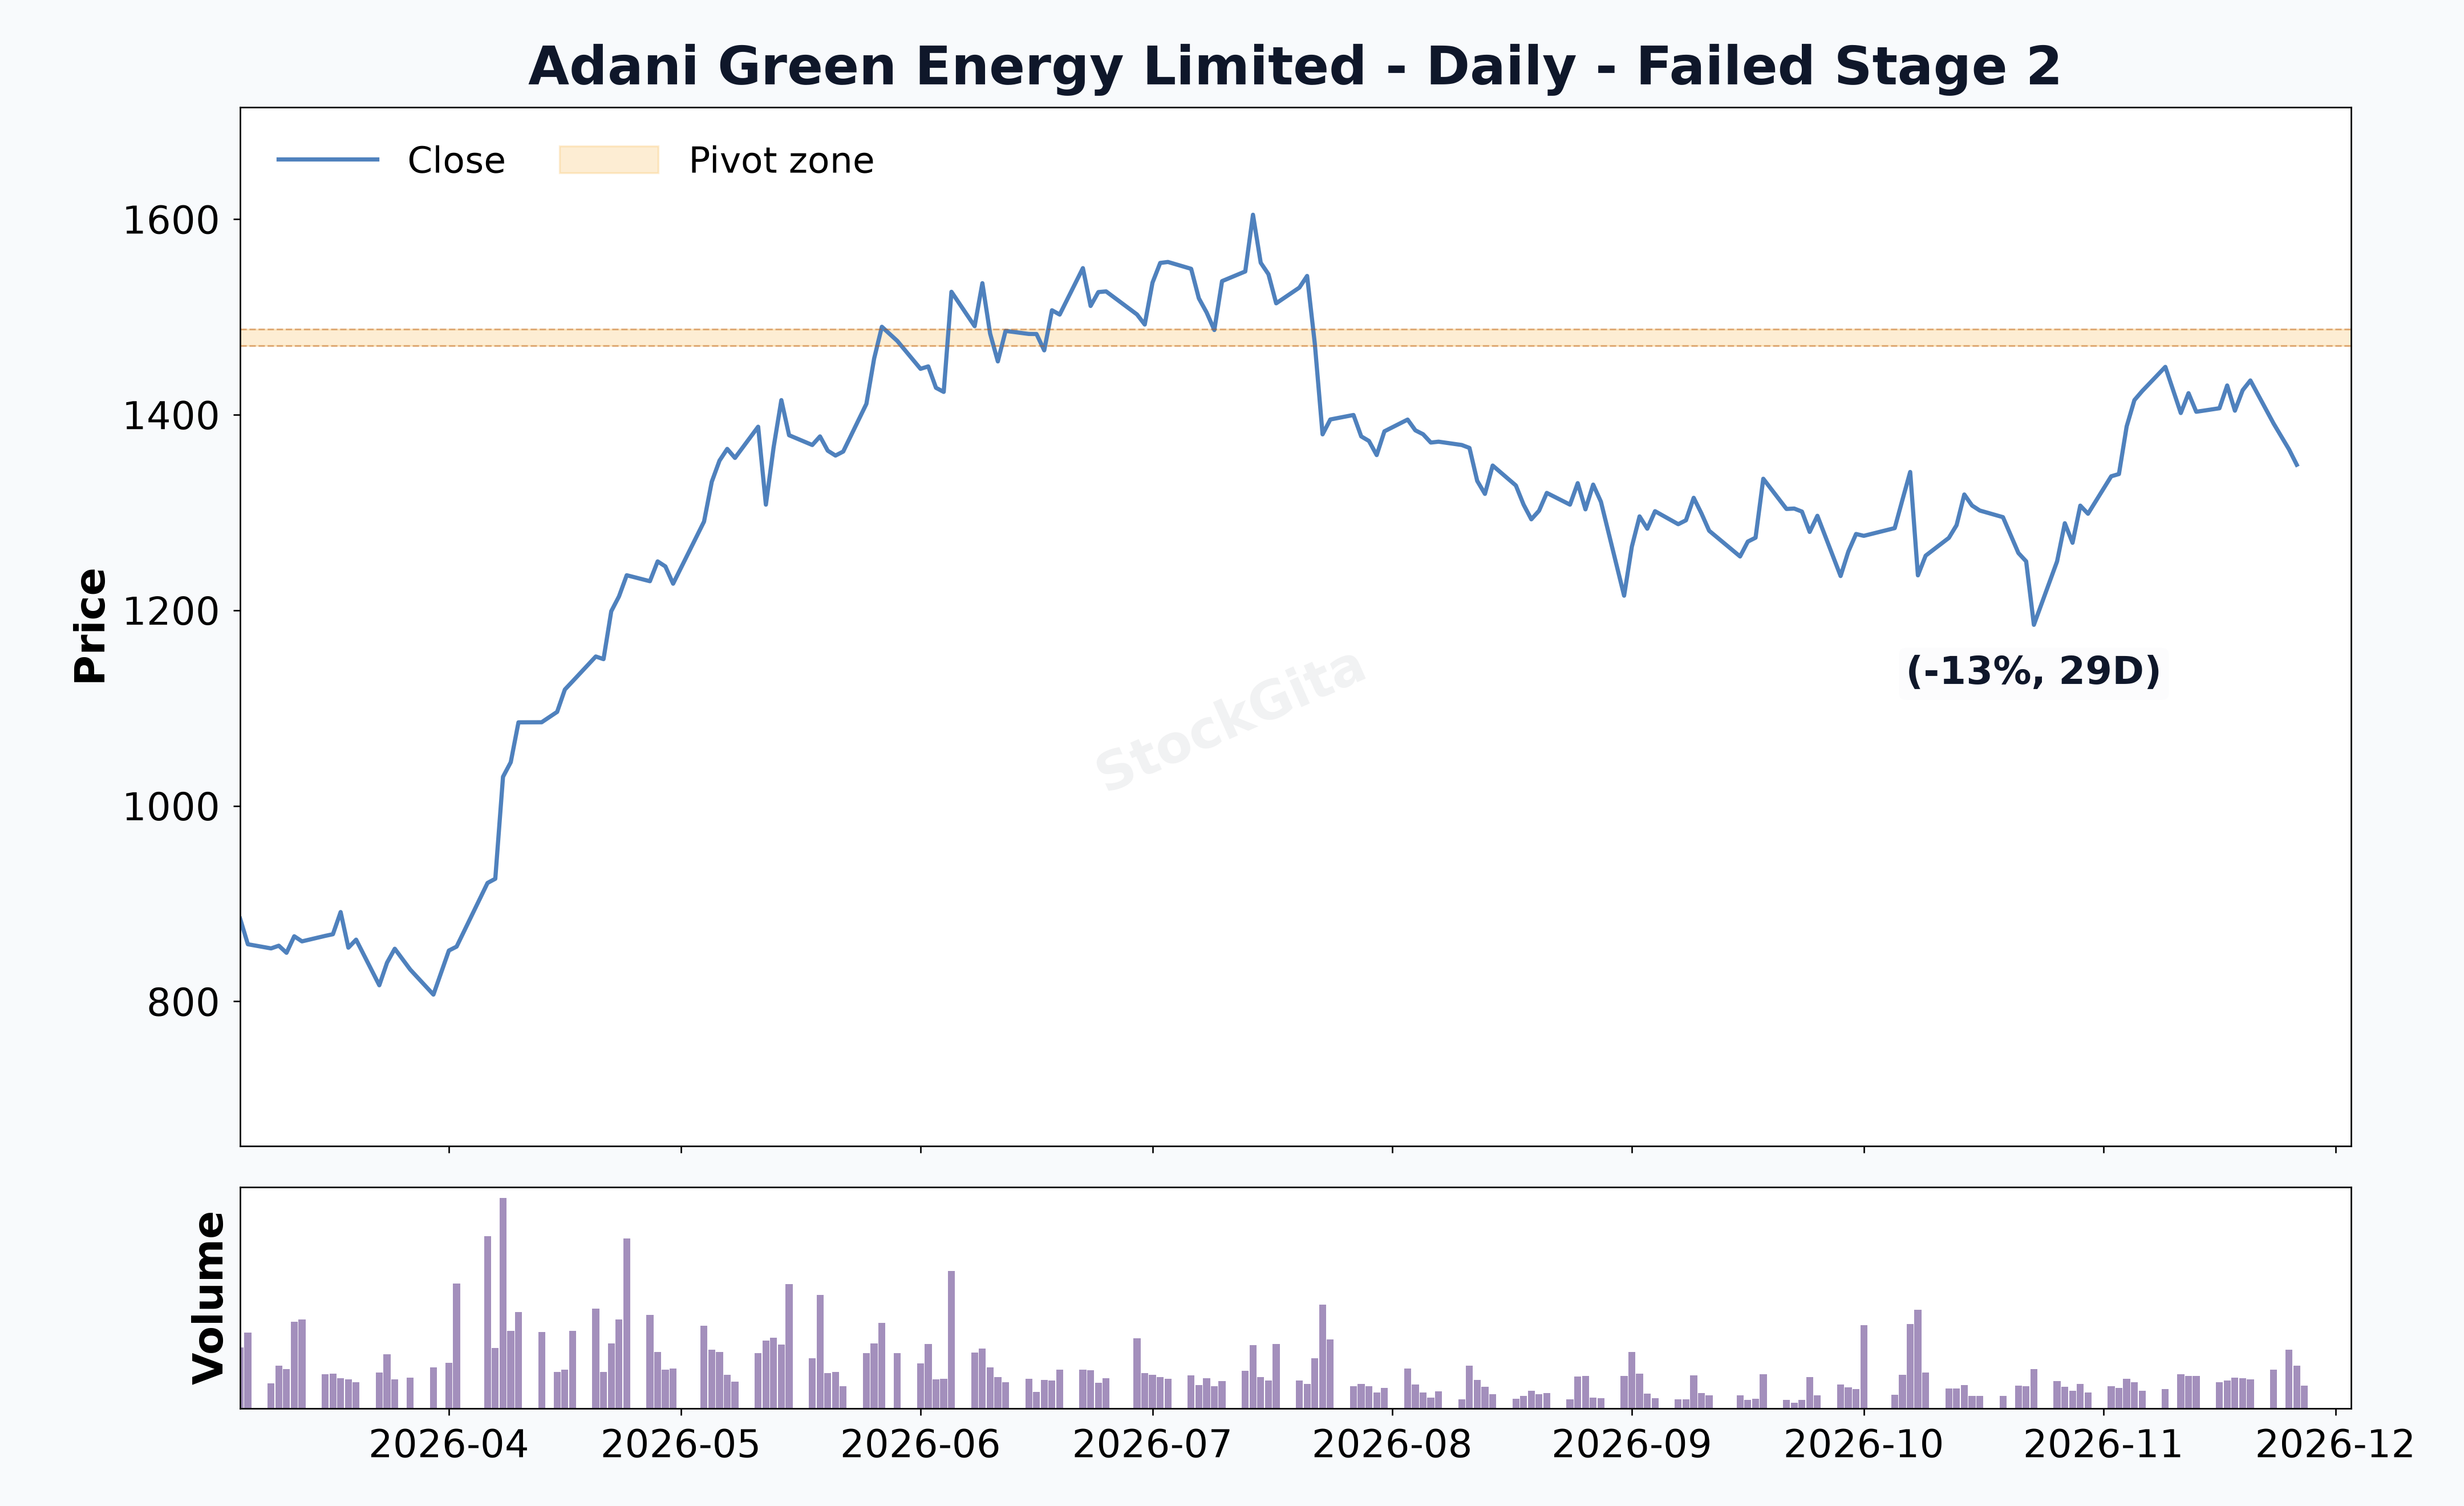 Adani Green Energy Limited - Daily - Failed Stage 2
Close
Pivot zone
1600
1400
1200
1000
800
Price
StockGita
(-13%, 29D)
Volume
2026-04
2026-05
2026-06
2026-07
2026-08
2026-09
2026-10
2026-11
2026-12